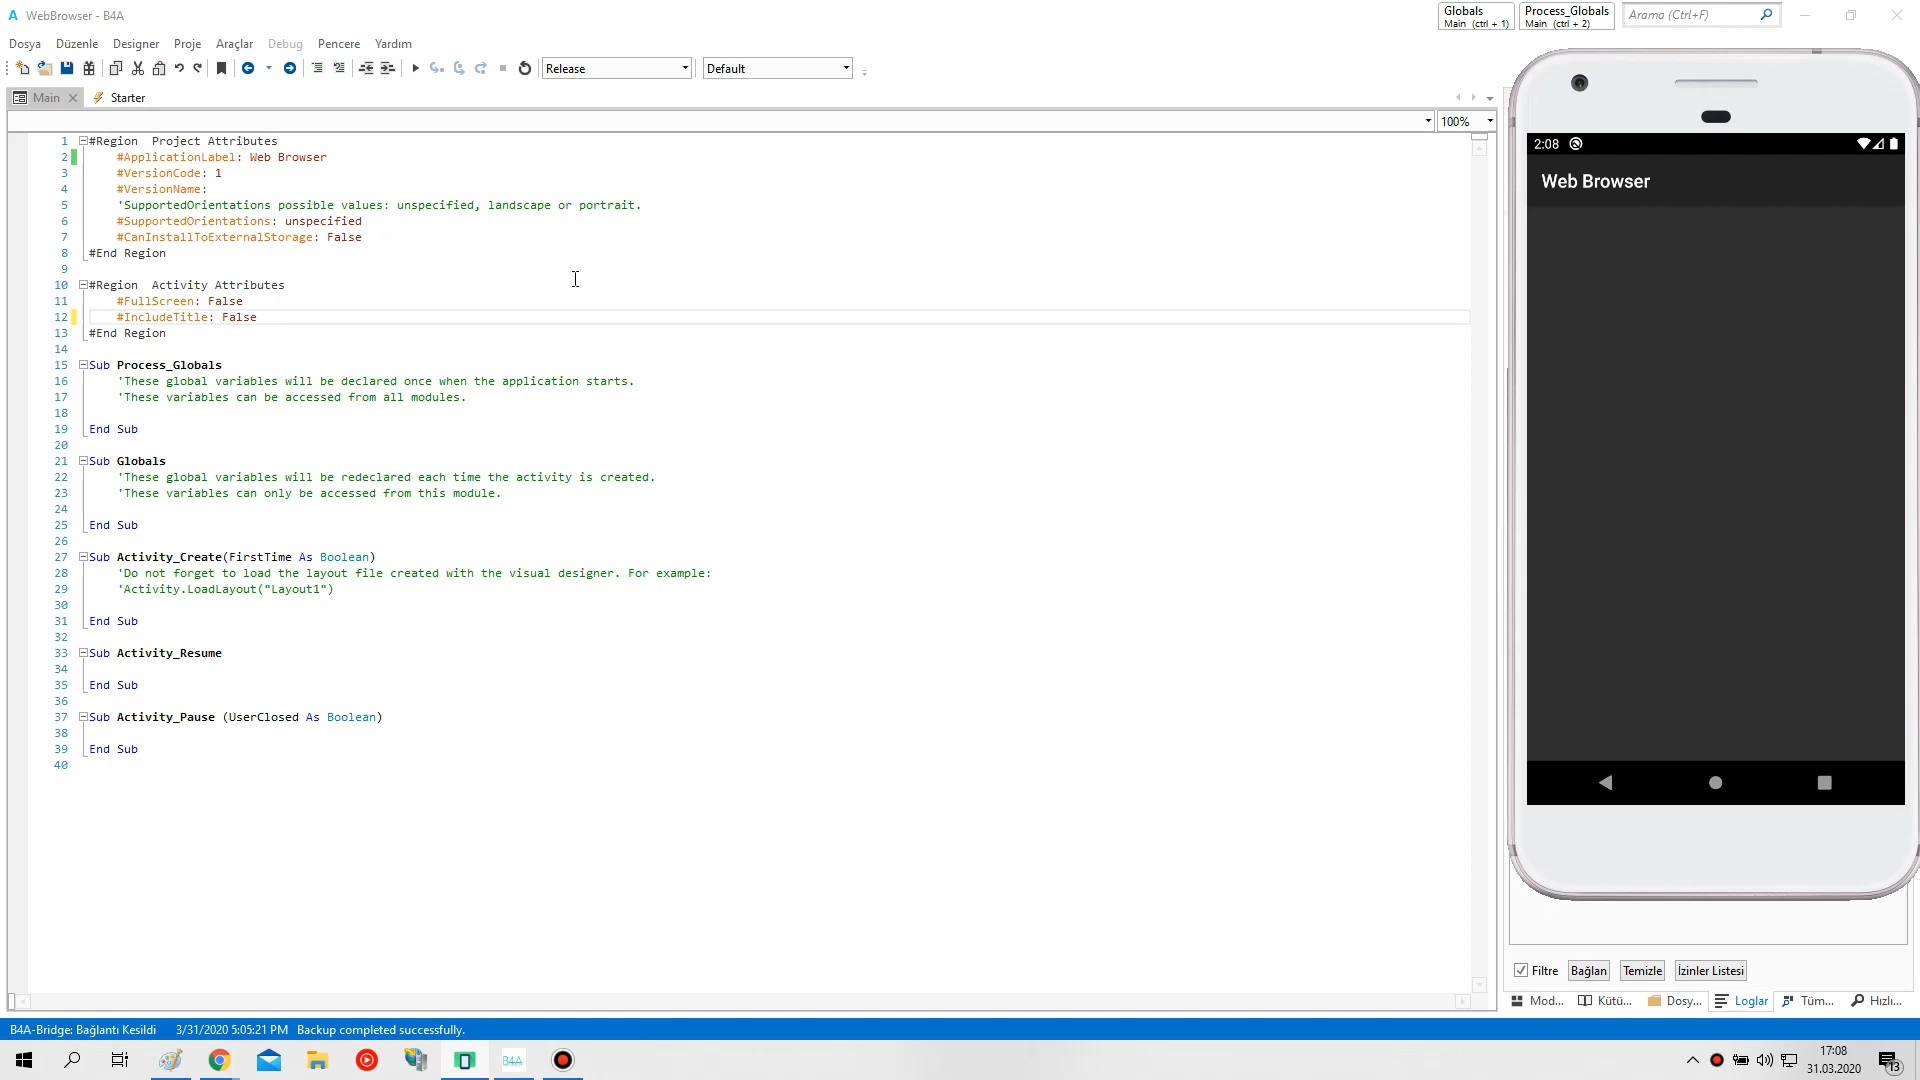 WebBrowser - B4A
Globals
Main (ctrl + 1)
Process_Globals
Main (ctrl + 2)
Arama (Ctrl+F)
Dosya Düzenle Designer Proje Araçlar Debug Pencere Yardım
Release Default
Main Starter
100%
1 #Region Project Attributes
2 #ApplicationLabel: Web Browser
3 #VersionCode: 1
4 #VersionName:
5 'SupportedOrientations possible values: unspecified, landscape or portrait.
6 #SupportedOrientations: unspecified
7 #CanInstallToExternalStorage: False
8 #End Region
9
10 #Region Activity Attributes
11 #FullScreen: False
12 #IncludeTitle: False
13 #End Region
14
15 Sub Process_Globals
16 'These global variables will be declared once when the application starts.
17 'These variables can be accessed from all modules.
18
19 End Sub
20
21 Sub Globals
22 'These global variables will be redeclared each time the activity is created.
23 'These variables can only be accessed from this module.
24
25 End Sub
26
27 Sub Activity_Create(FirstTime As Boolean)
28 'Do not forget to load the layout file created with the visual designer. For example:
29 'Activity.LoadLayout("Layout1")
30
31 End Sub
32
33 Sub Activity_Resume
34
35 End Sub
36
37 Sub Activity_Pause (UserClosed As Boolean)
38
39 End Sub
40
2:08
Web Browser
Filtre Bağlan Temizle İzinler Listesi
Mod... Kütü... Dosy... Loglar Tüm... Hızlı...
B4A-Bridge: Bağlantı Kesildi 3/31/2020 5:05:21 PM Backup completed successfully.
B4A
17:08
31.03.2020
13